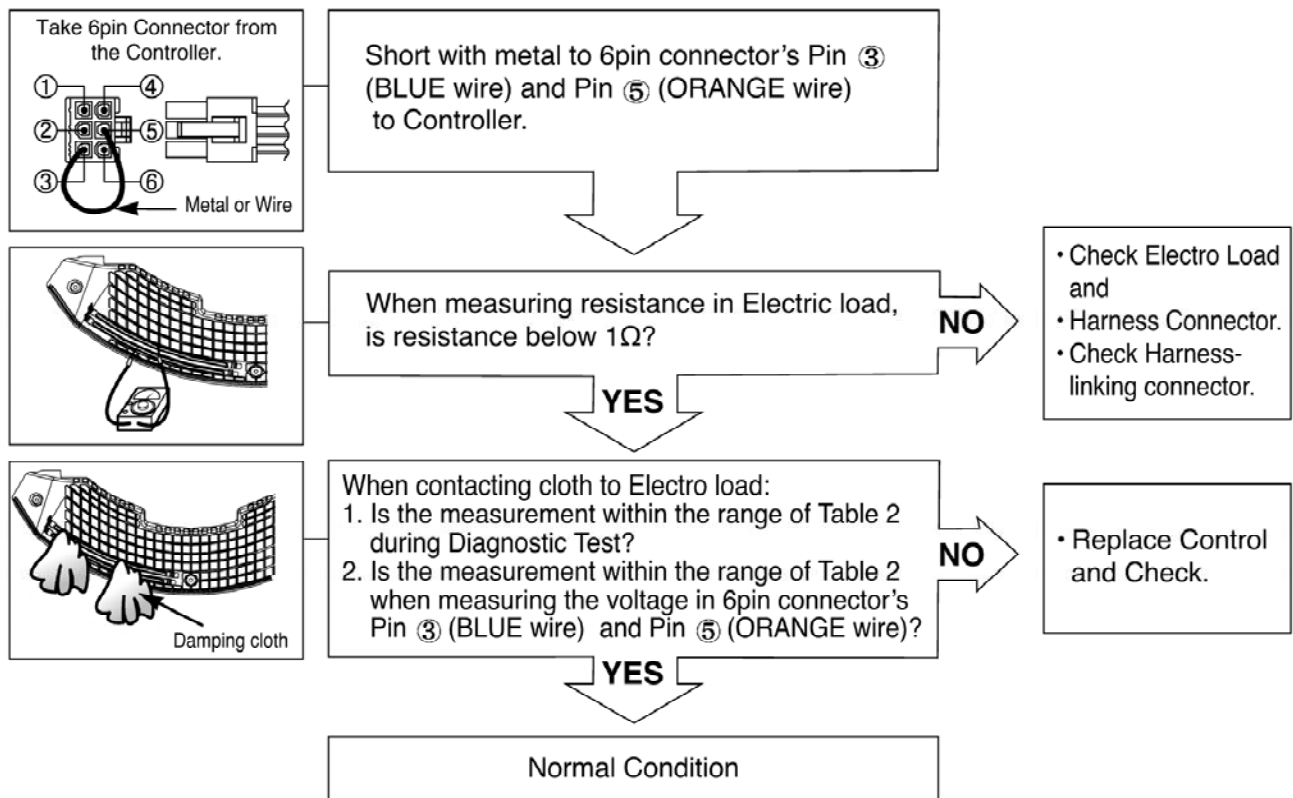 Take 6pin Connector from
the Controller.
① ④
② ⑤
③ ⑥
Metal or Wire
Short with metal to 6pin connector's Pin ③
(BLUE wire) and Pin ⑤ (ORANGE wire)
to Controller.
When measuring resistance in Electric load,
is resistance below 1Ω?
NO
• Check Electro Load
and
• Harness Connector.
• Check Harness-
linking connector.
YES
Damping cloth
When contacting cloth to Electro load:
1. Is the measurement within the range of Table 2
during Diagnostic Test?
2. Is the measurement within the range of Table 2
when measuring the voltage in 6pin connector's
Pin ③ (BLUE wire) and Pin ⑤ (ORANGE wire)?
NO
• Replace Control
and Check.
YES
Normal Condition